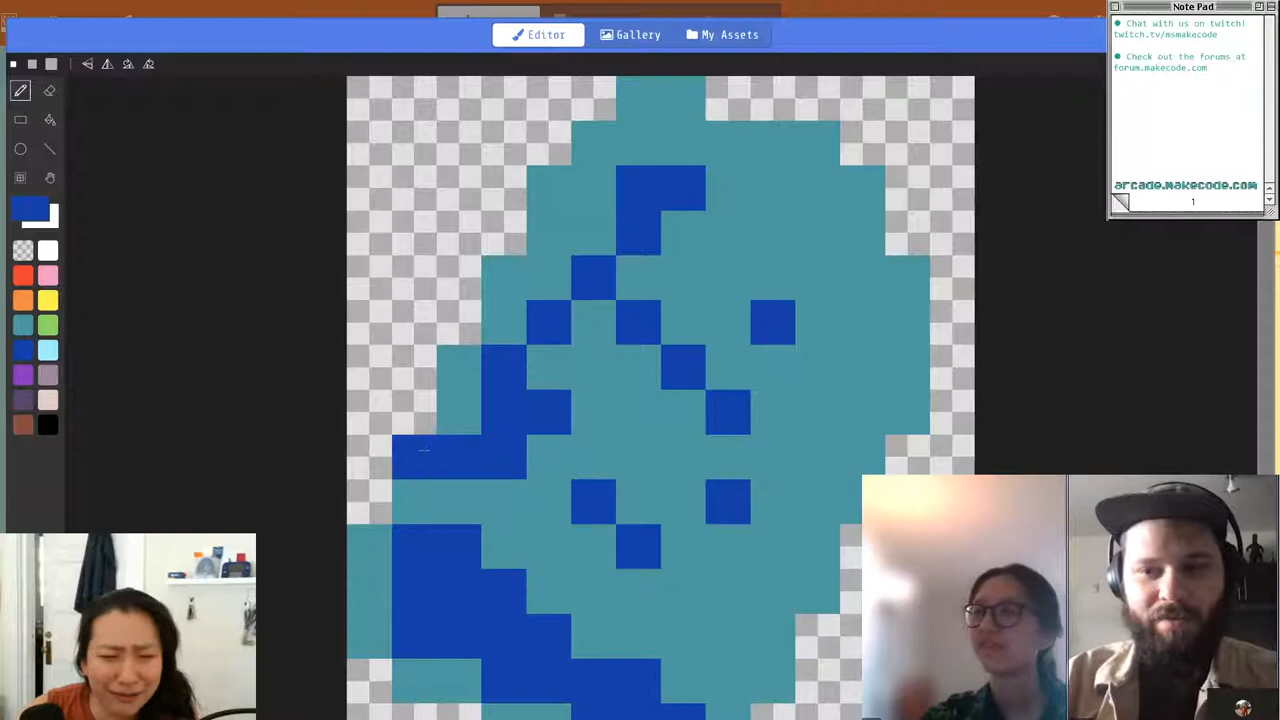 Editor
Gallery
My Assets
Note Pad
Chat with us on twitch!
twitch.tv/msmakecode
Check out the forums at
forum.makecode.com
arcade.makecode.com
1